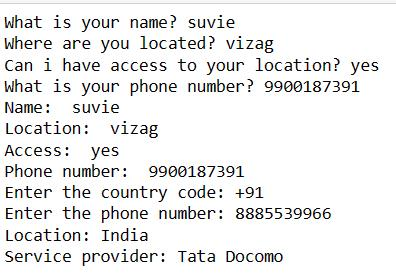 What is your name? suvie
Where are you located? vizag
Can i have access to your location? yes
What is your phone number? 9900187391
Name:  suvie
Location:  vizag
Access:  yes
Phone number:  9900187391
Enter the country code: +91
Enter the phone number: 8885539966
Location: India
Service provider: Tata Docomo